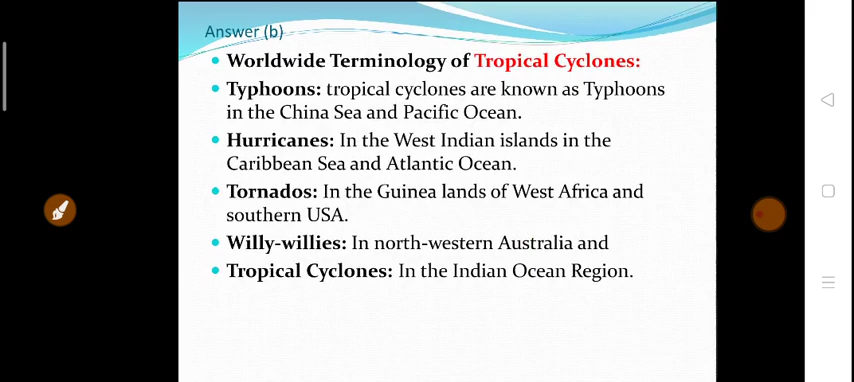 Answer (b)
Worldwide Terminology of Tropical Cyclones:
Typhoons: tropical cyclones are known as Typhoons
in the China Sea and Pacific Ocean.
Hurricanes: In the West Indian islands in the
Caribbean Sea and Atlantic Ocean.
Tornados: In the Guinea lands of West Africa and
southern USA.
Willy-willies: In north-western Australia and
Tropical Cyclones: In the Indian Ocean Region.